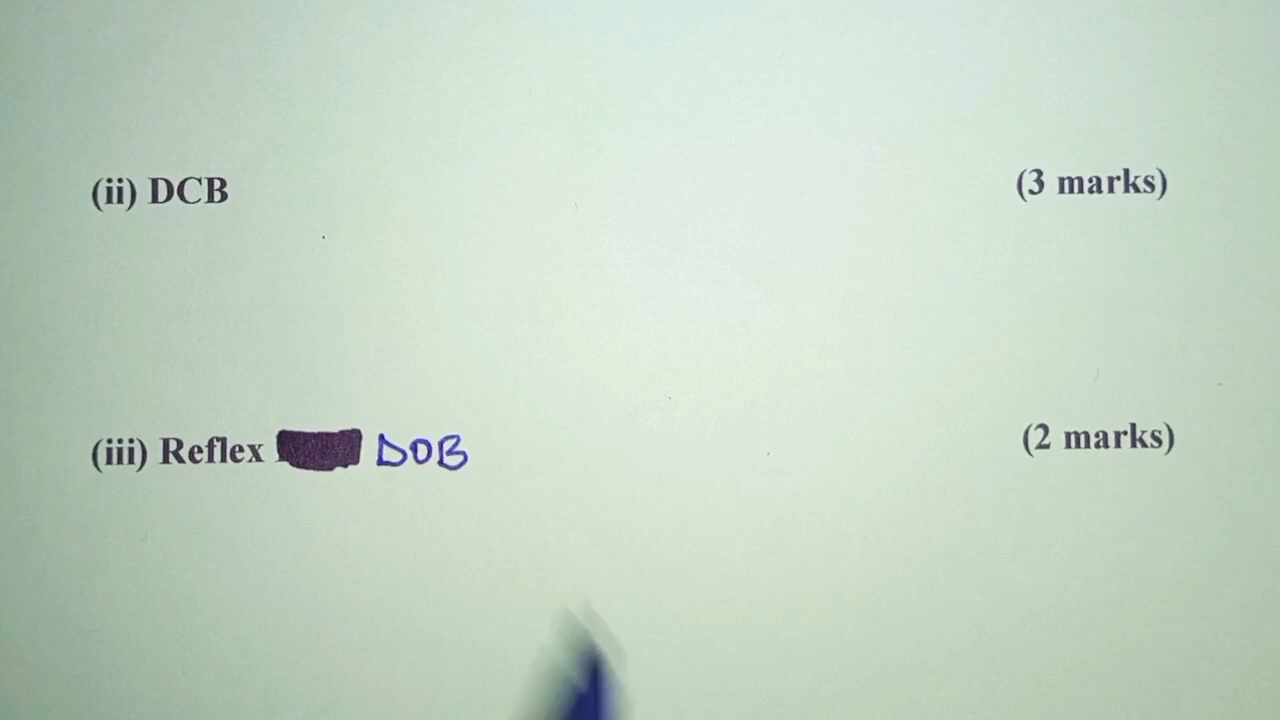 (ii) DCB (3 marks)
(iii) Reflex DOB (2 marks)